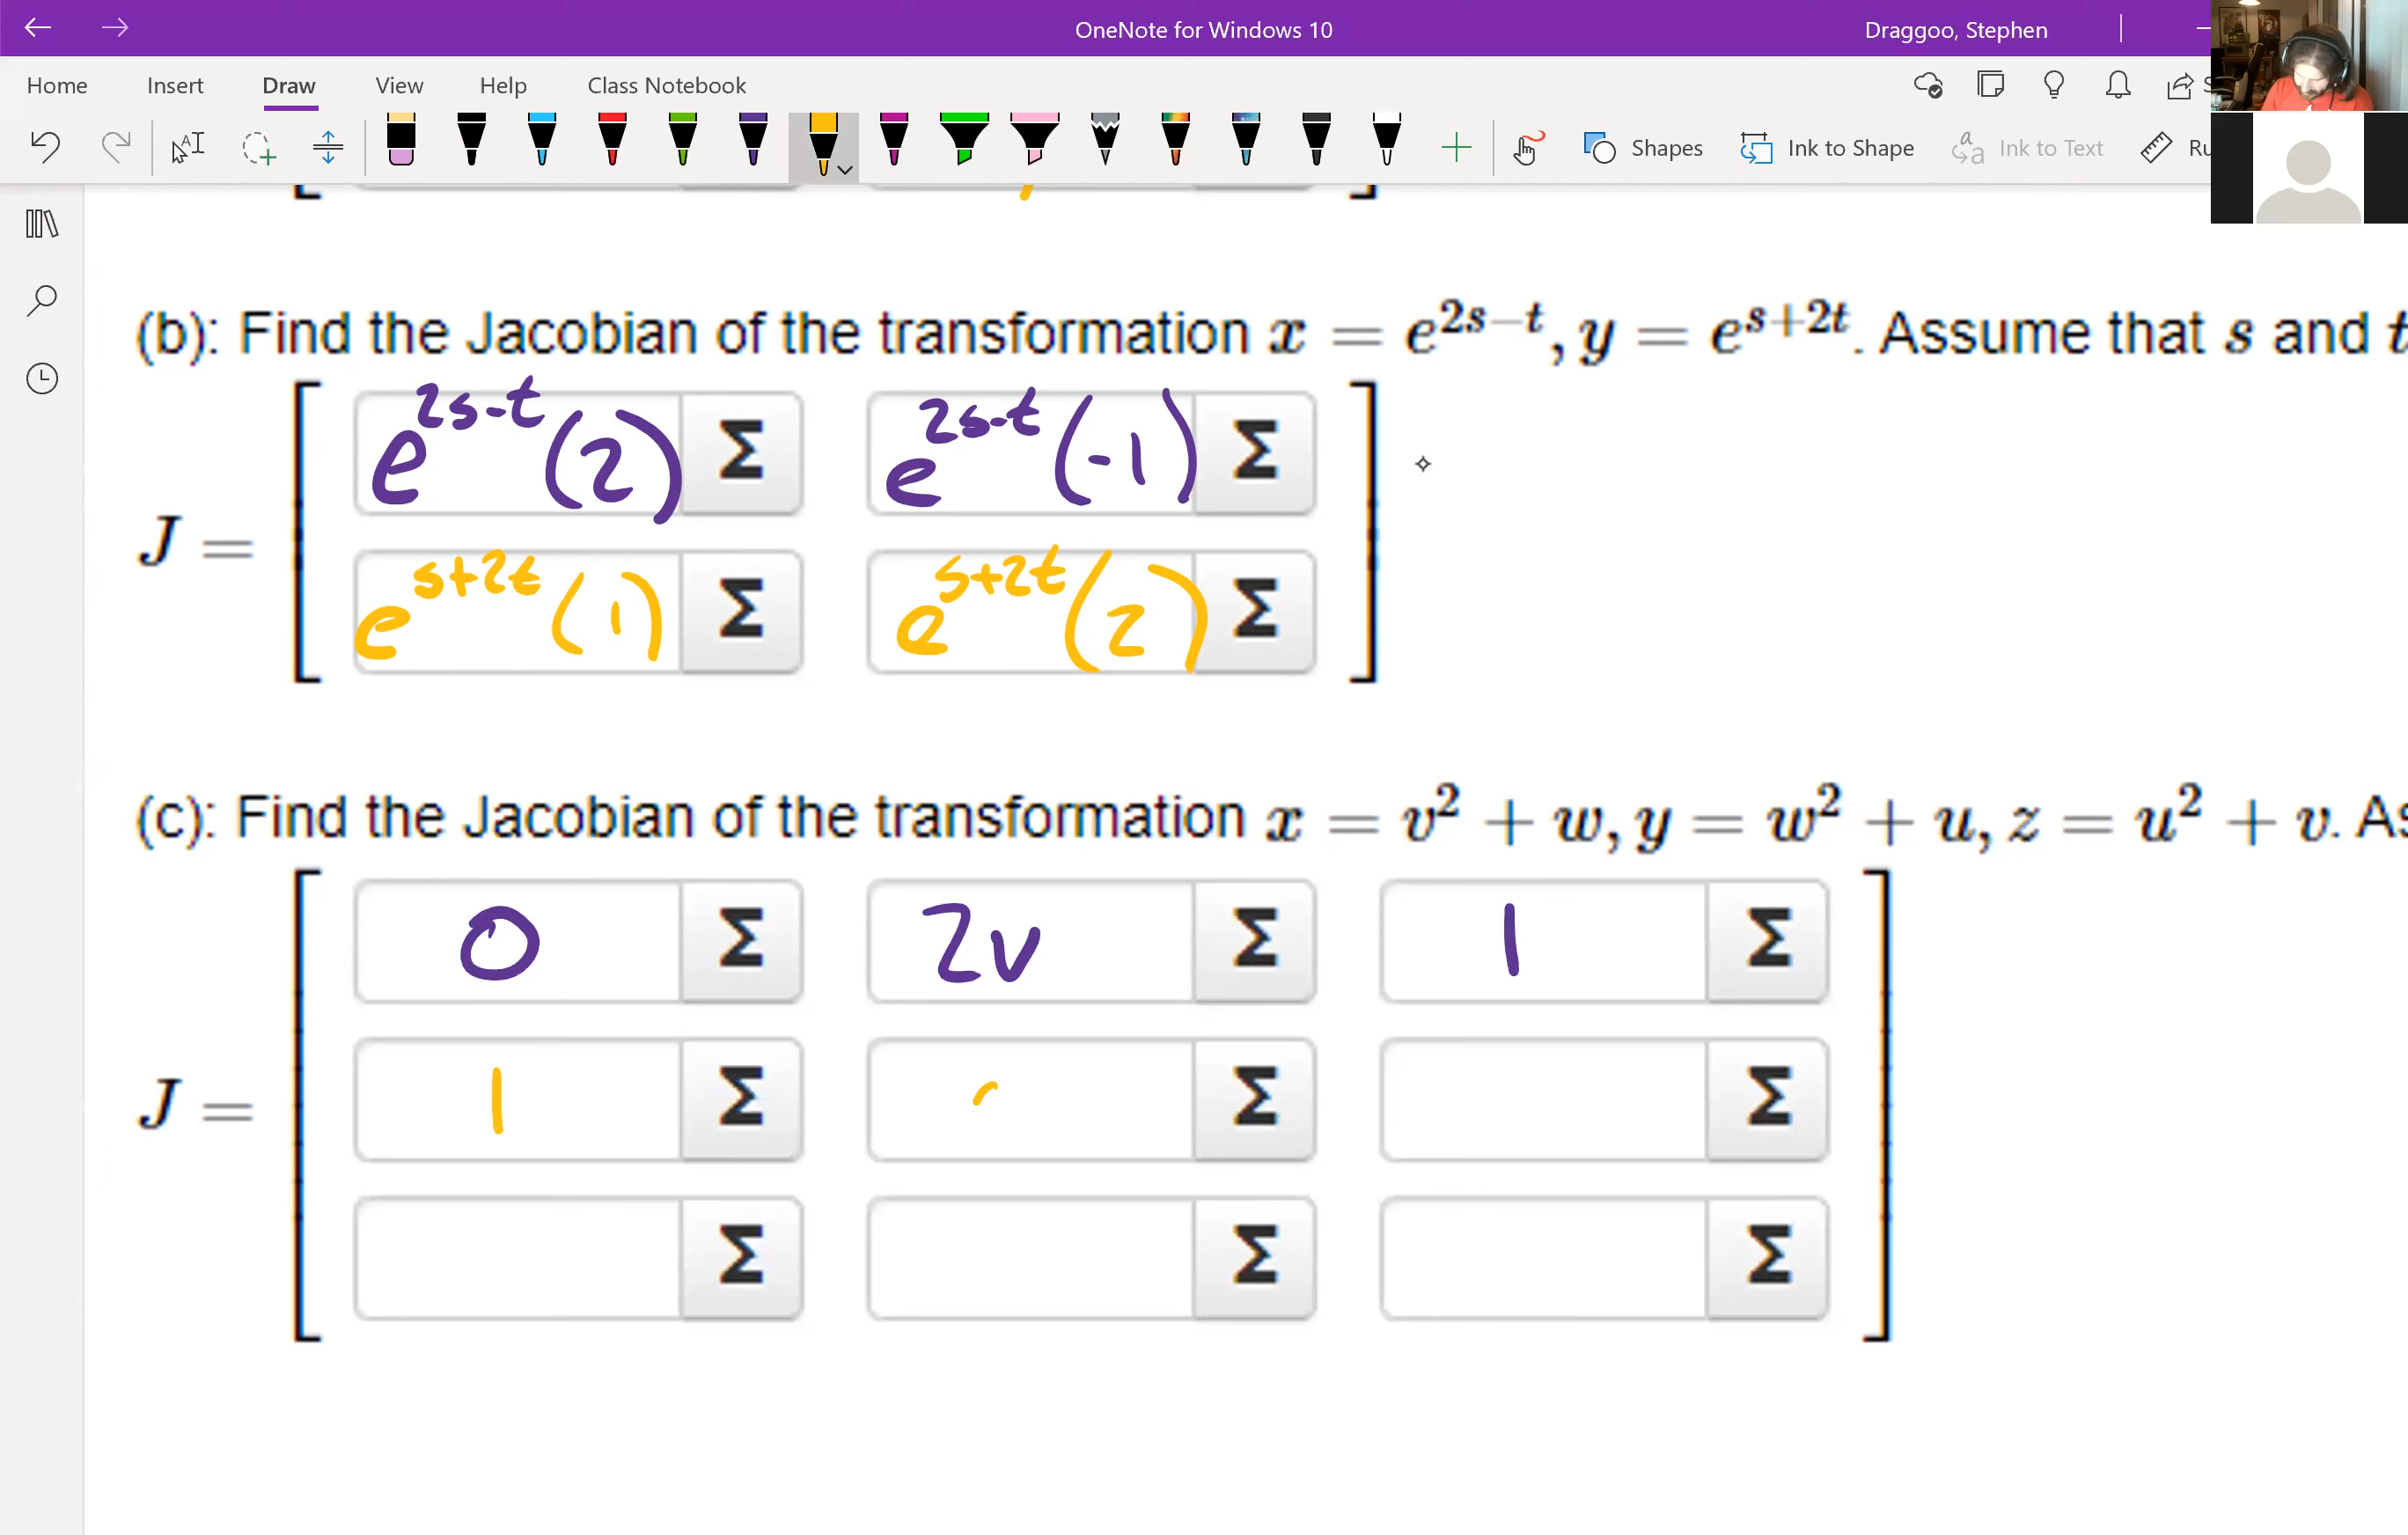 OneNote for Windows 10
Draggoo, Stephen
Home Insert Draw View Help Class Notebook
Shapes Ink to Shape Ink to Text Ru
(b): Find the Jacobian of the transformation x = e^{2s-t}, y = e^{s+2t}. Assume that s and t
J =
e^{2s-t}(2) Σ e^{2s-t}(-1) Σ
e^{s+2t}(1) Σ e^{s+2t}(2) Σ
(c): Find the Jacobian of the transformation x = v² + w, y = w² + u, z = u² + v. As
J =
0 Σ 2v Σ 1 Σ
1 Σ Σ Σ
Σ Σ Σ